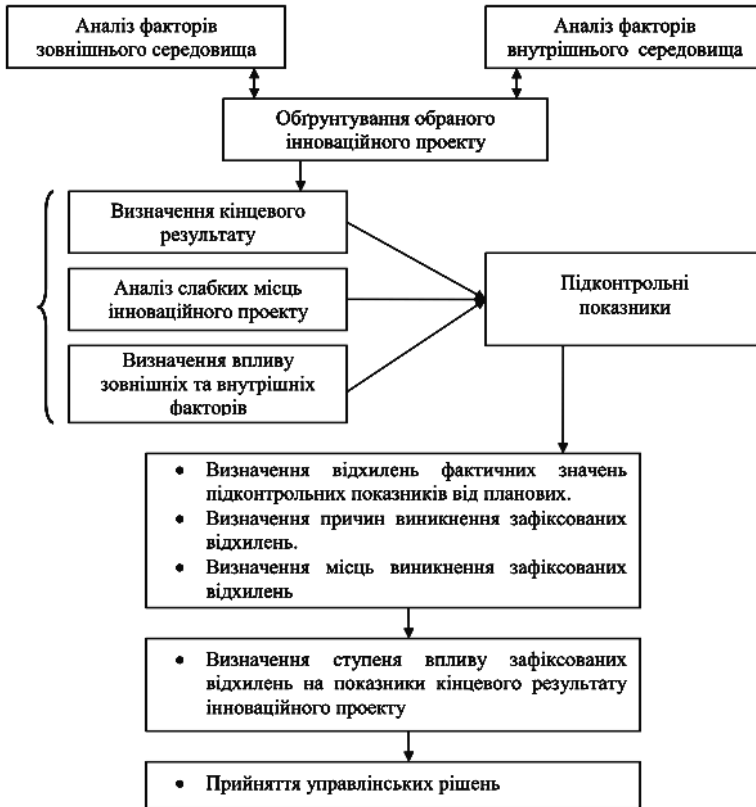 Аналіз факторів
зовнішнього середовища
Аналіз факторів
внутрішнього середовища
Обґрунтування обраного
інноваційного проекту
Визначення кінцевого
результату
Аналіз слабких місць
інноваційного проекту
Визначення впливу
зовнішніх та внутрішніх
факторів
Підконтрольні
показники
• Визначення відхилень фактичних значень
підконтрольних показників від планових.
• Визначення причин виникнення зафіксованих
відхилень.
• Визначення місць виникнення зафіксованих
відхилень
• Визначення ступеня впливу зафіксованих
відхилень на показники кінцевого результату
інноваційного проекту
• Прийняття управлінських рішень